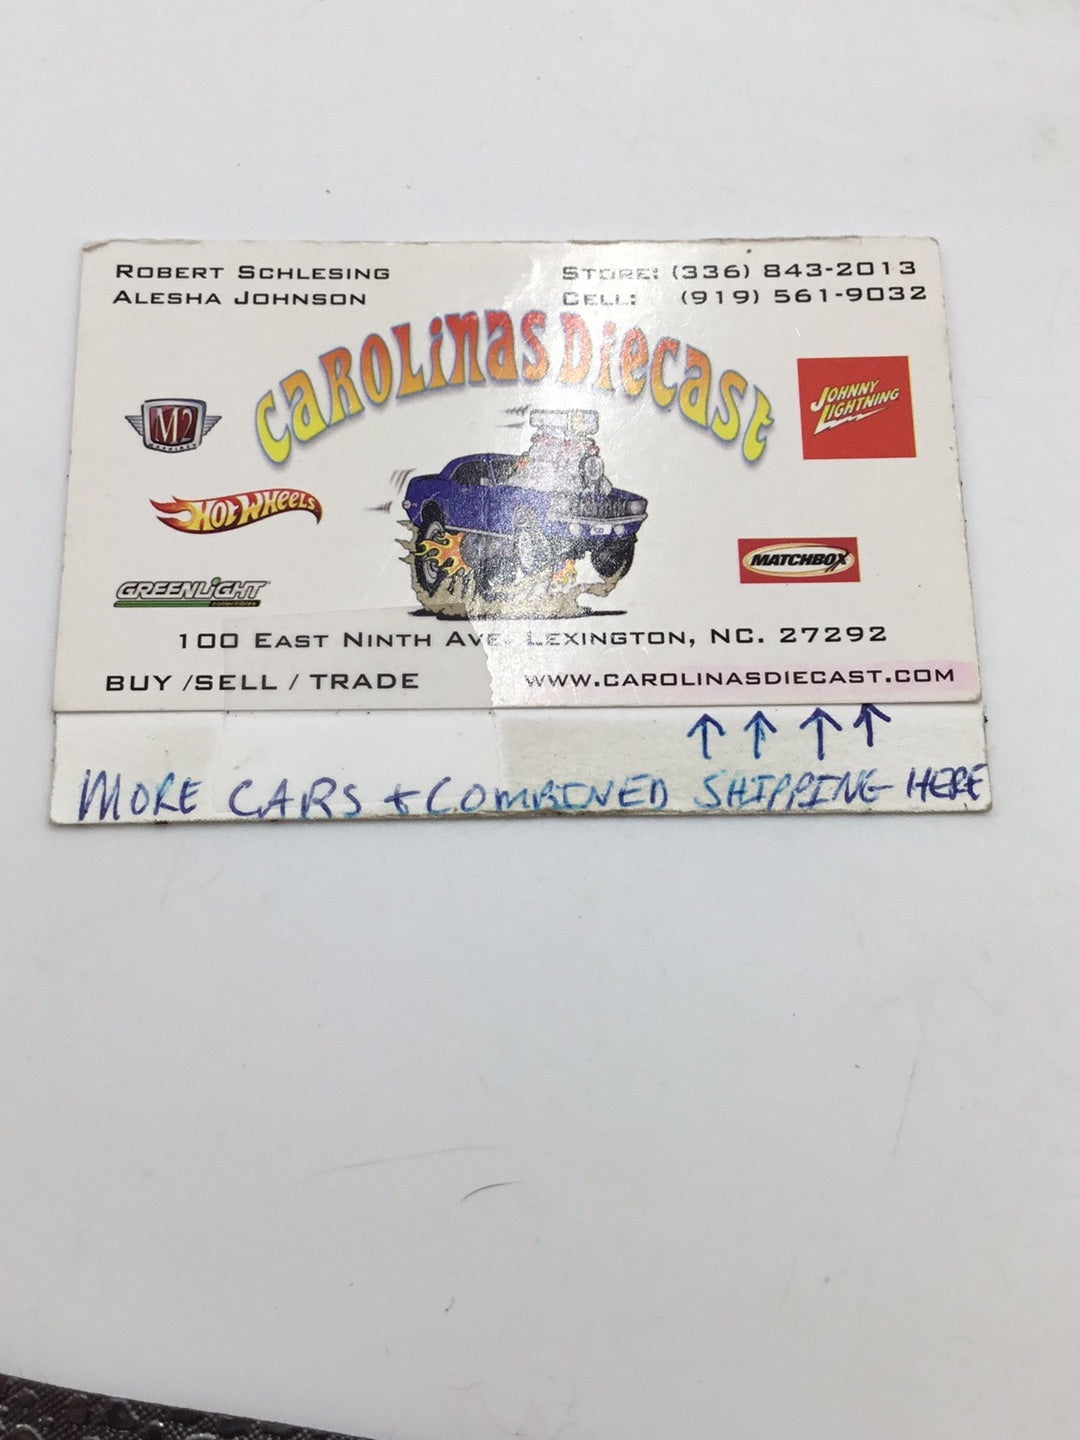 ROBERT SCHLESING
ALESHA JOHNSON
STORE: (336) 843-2013
CELL: (919) 561-9032
CAROLINAS DIECAST
M2
JOHNNY LIGHTNING
HOT WHEELS
MATCHBOX
GREENLIGHT
100 EAST NINTH AVE. LEXINGTON, NC. 27292
BUY /SELL / TRADE
WWW.CAROLINASDIECAST.COM
↑ ↑ ↑ ↑
MORE CARS & COMBINED SHIPPING HERE